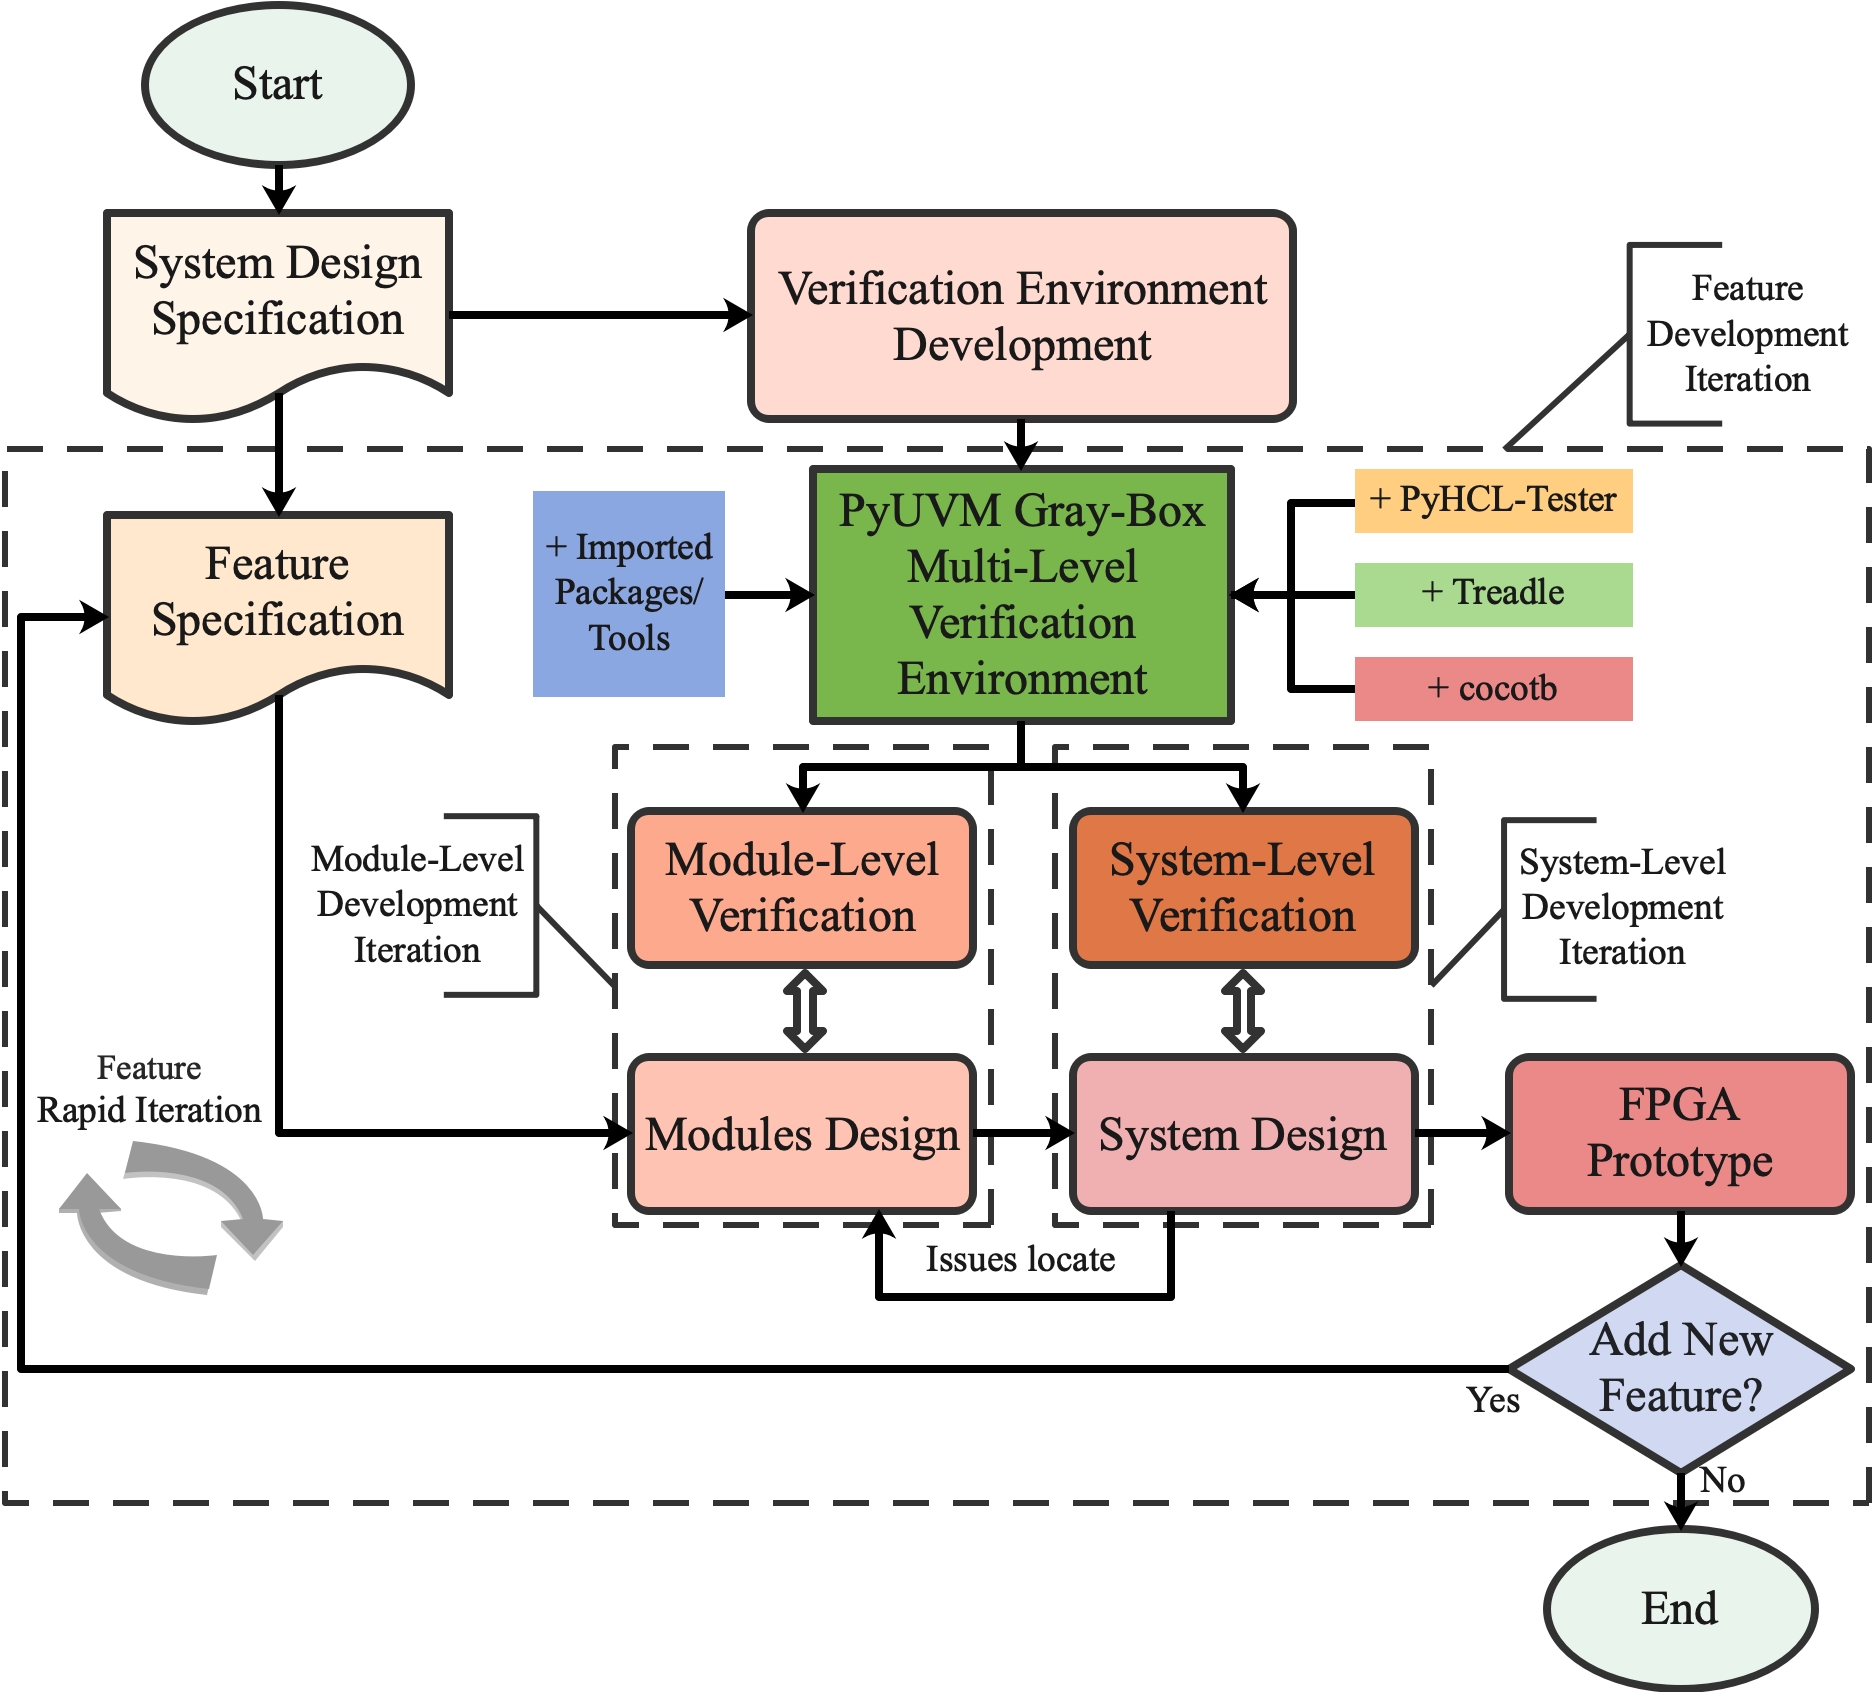 Start
System Design
Specification
Verification Environment
Development
Feature
Development
Iteration
Feature
Specification
+ Imported
Packages/
Tools
PyUVM Gray-Box
Multi-Level
Verification
Environment
+ PyHCL-Tester
+ Treadle
+ cocotb
Module-Level
Development
Iteration
Module-Level
Verification
System-Level
Verification
System-Level
Development
Iteration
Feature
Rapid Iteration
Modules Design
System Design
FPGA
Prototype
Issues locate
Add New
Feature?
Yes
No
End